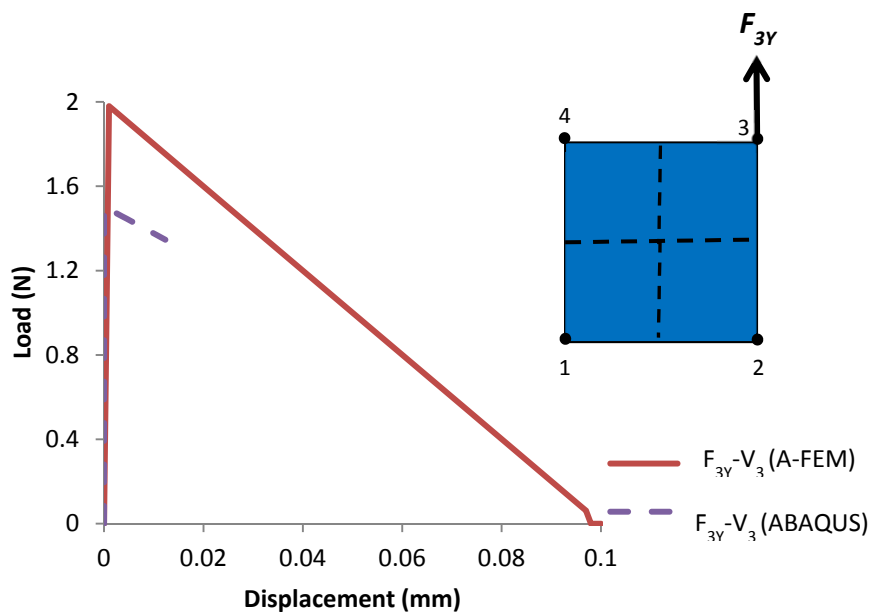 F3Y
4
3
1
2
Load (N)
2
1.6
1.2
0.8
0.4
0
0 0.02 0.04 0.06 0.08 0.1
Displacement (mm)
F3Y-V3 (A-FEM)
F3Y-V3 (ABAQUS)